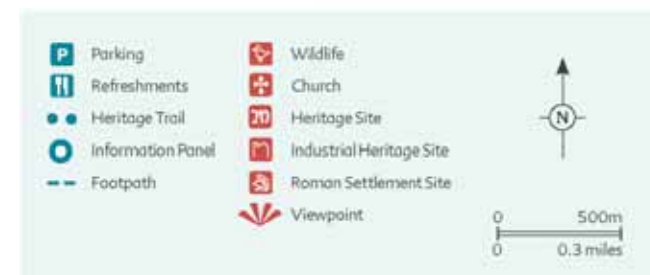 P Parking
Refreshments
Heritage Trail
Information Panel
Footpath
Wildlife
Church
Heritage Site
Industrial Heritage Site
Roman Settlement Site
Viewpoint
N
0 500m
0 0.3 miles